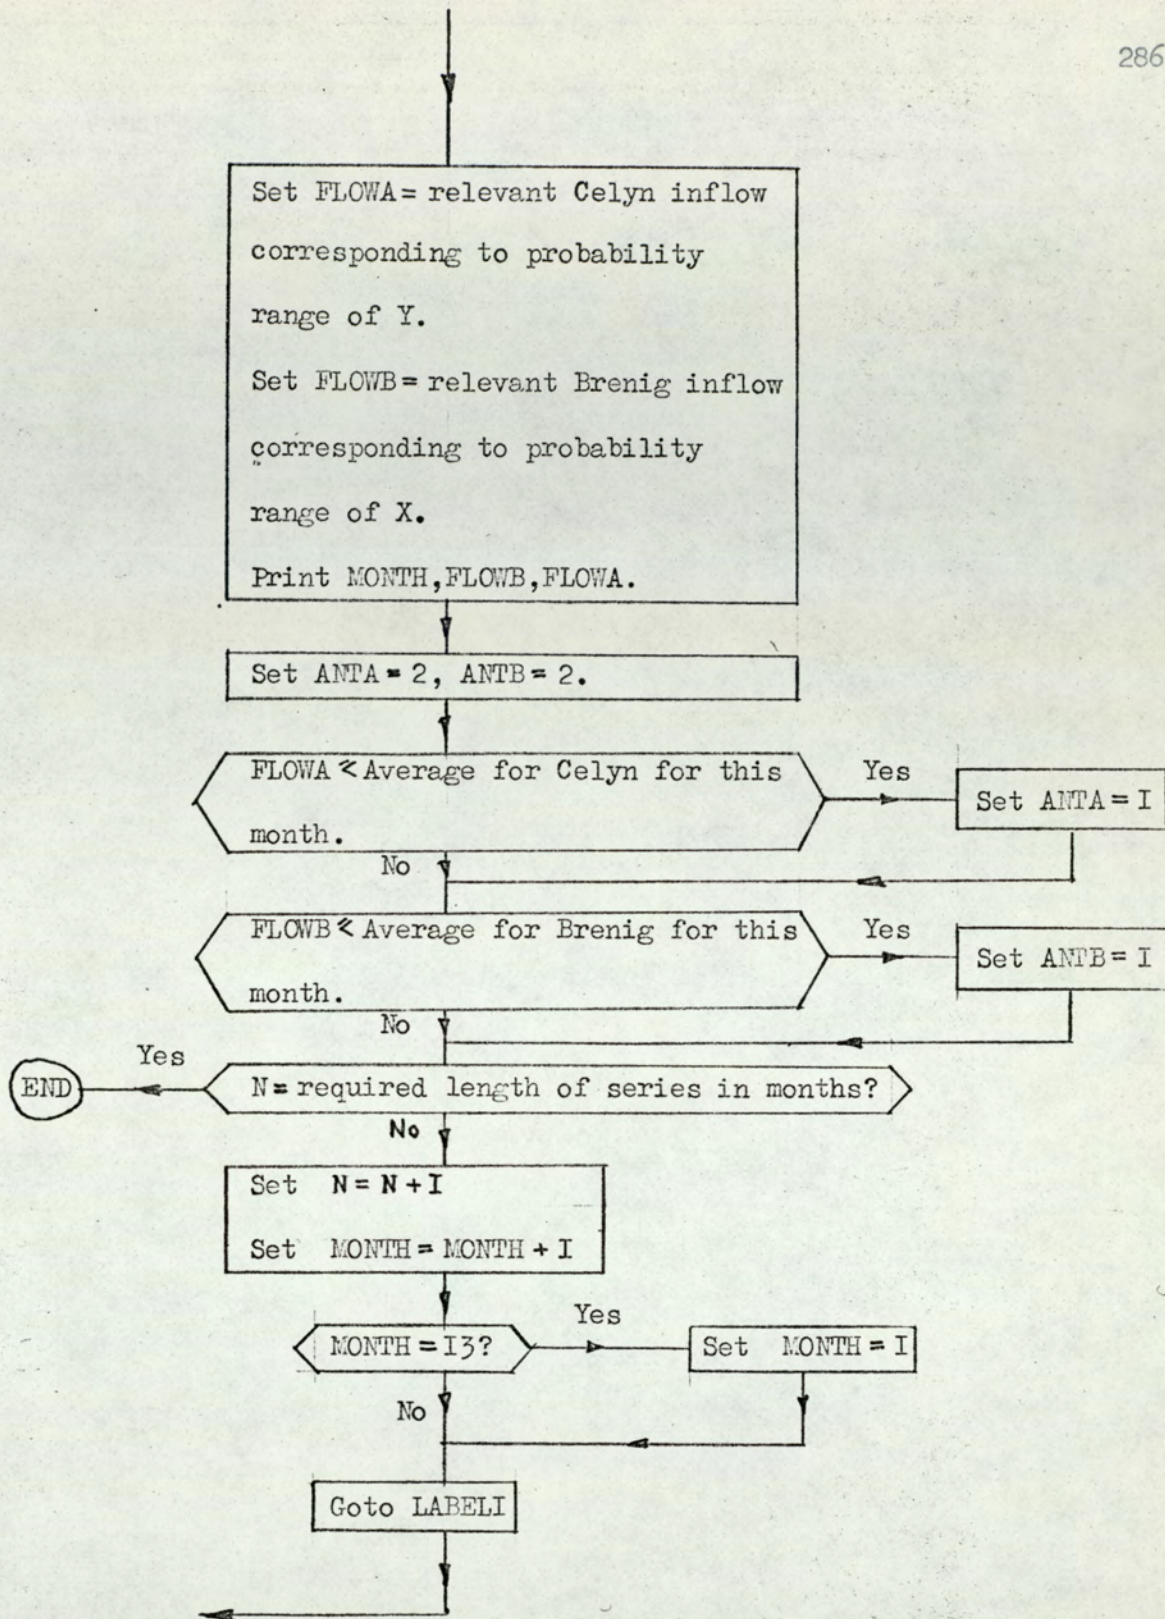 286
Set FLOWA = relevant Celyn inflow
corresponding to probability
range of Y.
Set FLOWB = relevant Brenig inflow
corresponding to probability
range of X.
Print MONTH,FLOWB,FLOWA.
Set ANTA = 2, ANTB = 2.
FLOWA ≤ Average for Celyn for this
month.
Yes
Set ANTA = I
No
FLOWB ≤ Average for Brenig for this
month.
Yes
Set ANTB = I
No
Yes
END
N = required length of series in months?
No
Set N = N + I
Set MONTH = MONTH + I
MONTH = I3?
Yes
Set MONTH = I
No
Goto LABELI